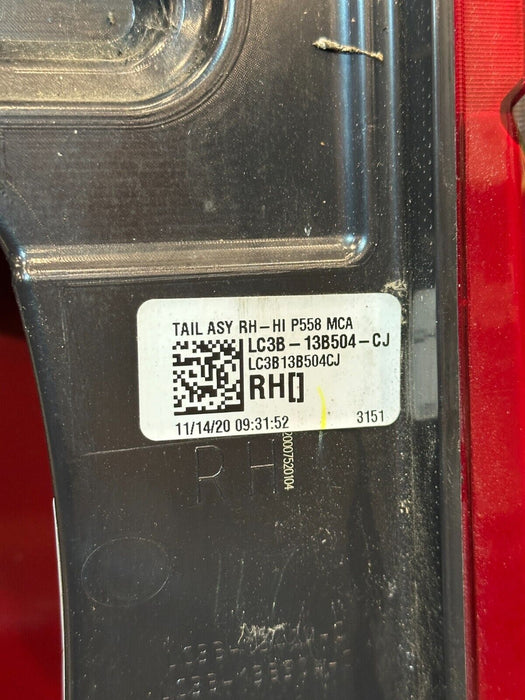 TAIL ASY RH-HI P558 MCA
LC3B-13B504-CJ
LC3B13B504CJ
RH[]
11/14/20 09:31:52 3151
20007520104
RH